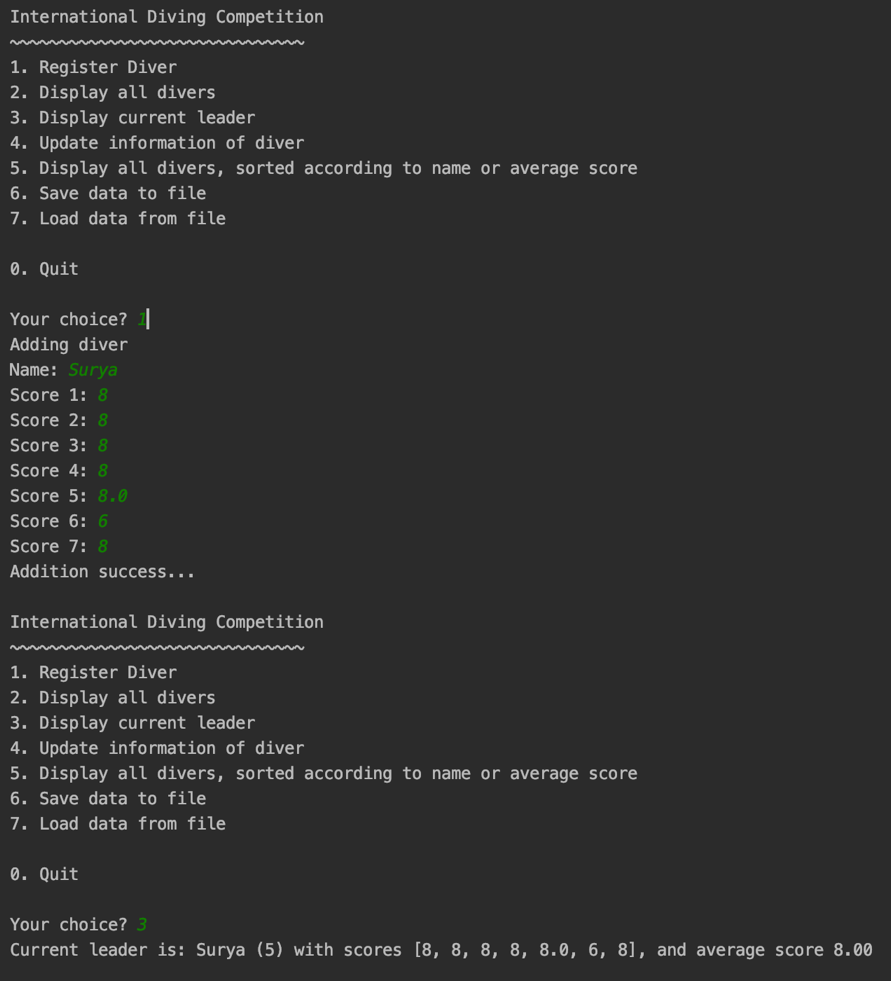 International Diving Competition
~~~~~~~~~~~~~~~~~~~~~~~~~~~~~~
1. Register Diver
2. Display all divers
3. Display current leader
4. Update information of diver
5. Display all divers, sorted according to name or average score
6. Save data to file
7. Load data from file
0. Quit
Your choice? 1
Adding diver
Name: Surya
Score 1: 8
Score 2: 8
Score 3: 8
Score 4: 8
Score 5: 8.0
Score 6: 6
Score 7: 8
Addition success...
International Diving Competition
~~~~~~~~~~~~~~~~~~~~~~~~~~~~~~
1. Register Diver
2. Display all divers
3. Display current leader
4. Update information of diver
5. Display all divers, sorted according to name or average score
6. Save data to file
7. Load data from file
0. Quit
Your choice? 3
Current leader is: Surya (5) with scores [8, 8, 8, 8, 8.0, 6, 8], and average score 8.00